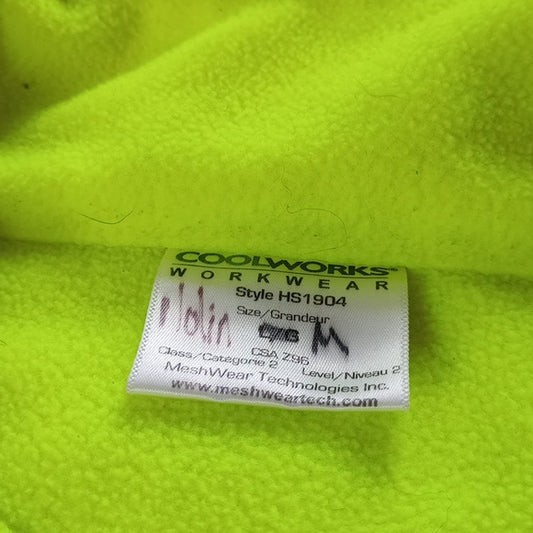 COOLWORKS®
WORKWEAR
Style HS1904
Size/Grandeur
M
CSA Z96
Class/Categorie 2 Level/Niveau 2
MeshWear Technologies Inc.
www.meshweartech.com